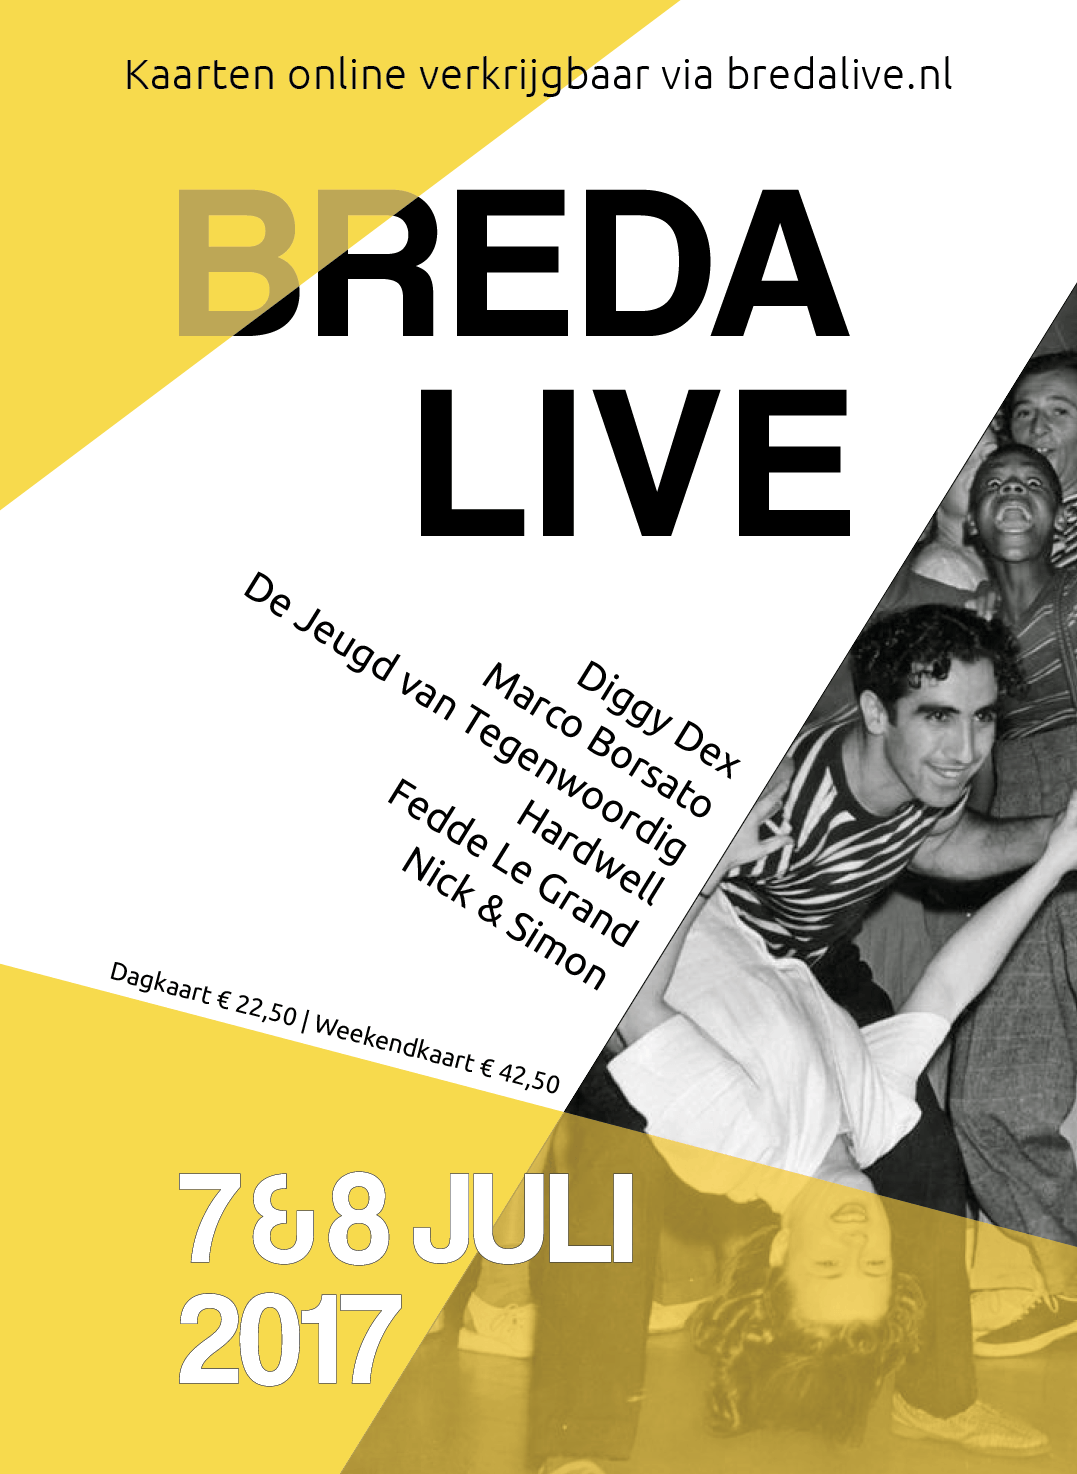 Kaarten online verkrijgbaar via bredalive.nl
BREDA
LIVE
Diggy Dex
Marco Borsato
De Jeugd van Tegenwoordig
Hardwell
Fedde Le Grand
Nick & Simon
Dagkaart € 22,50 | Weekendkaart € 42,50
7 & 8 JULI
2017